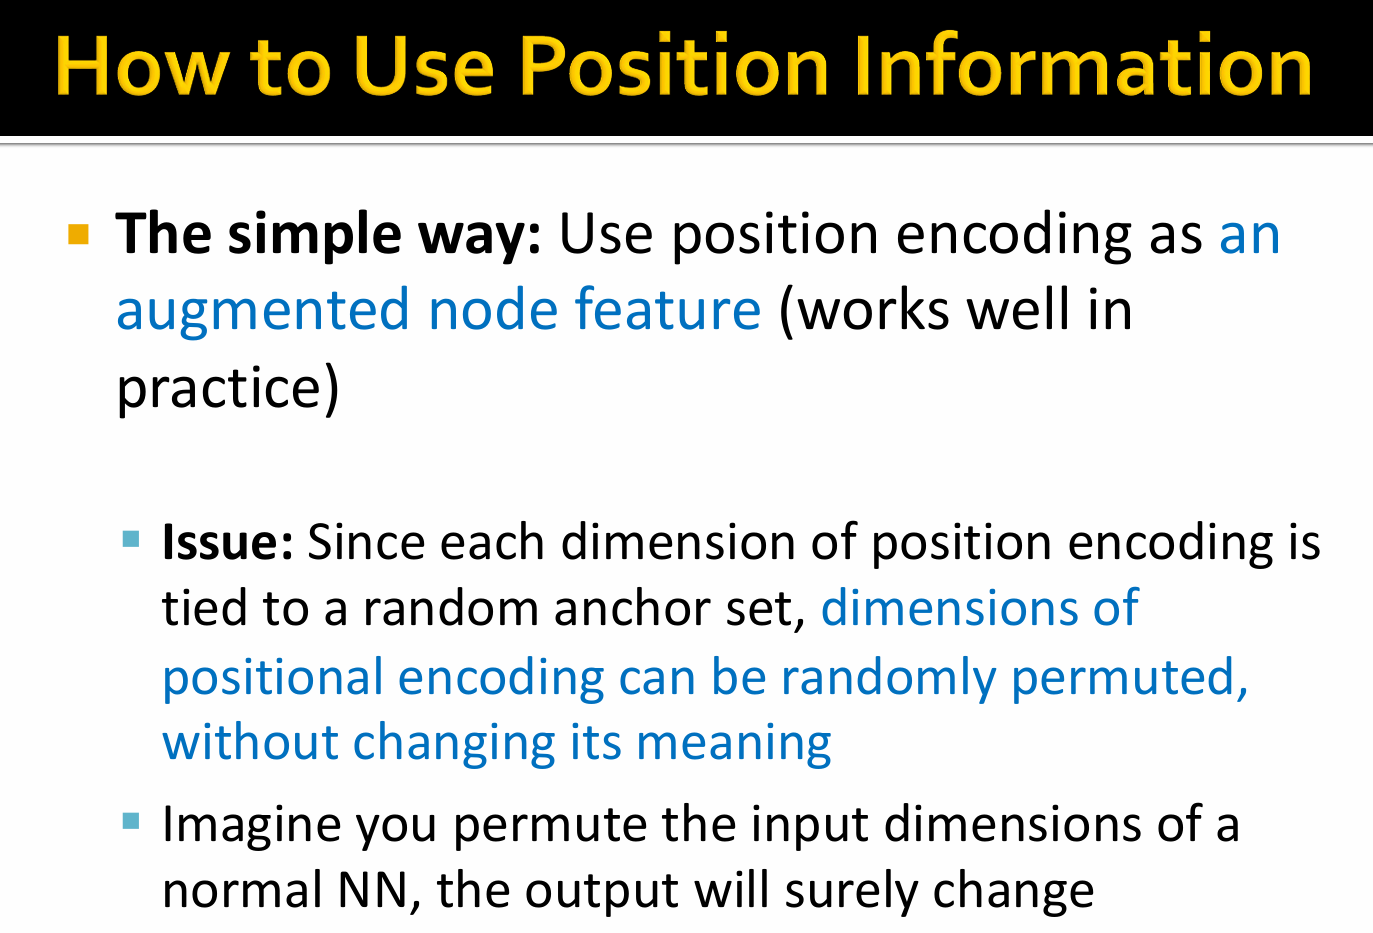 How to Use Position Information
The simple way: Use position encoding as an
augmented node feature (works well in
practice)
Issue: Since each dimension of position encoding is
tied to a random anchor set, dimensions of
positional encoding can be randomly permuted,
without changing its meaning
Imagine you permute the input dimensions of a
normal NN, the output will surely change